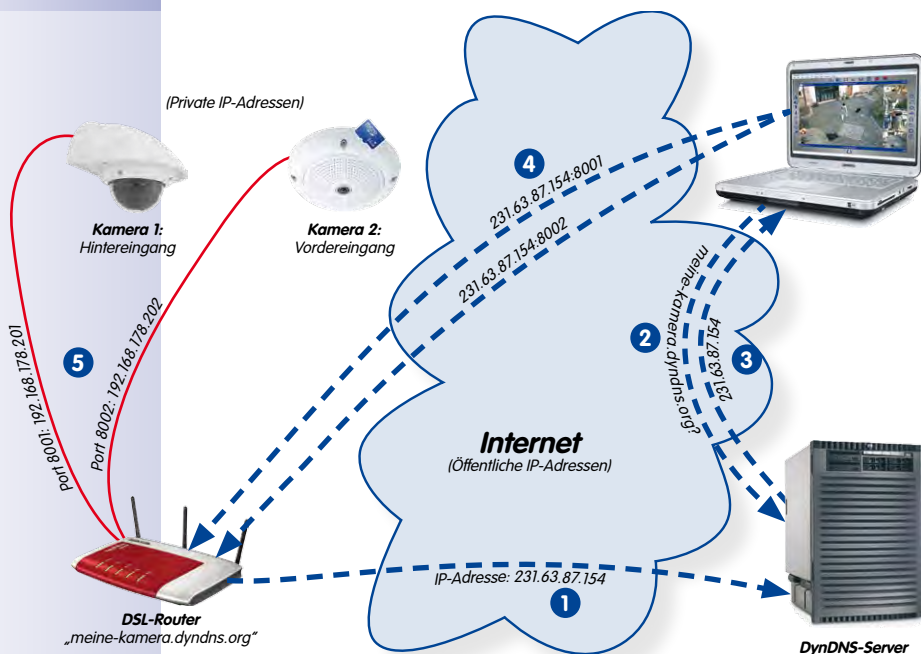 (Private IP-Adressen)
Kamera 1:
Hintereingang
Kamera 2:
Vordereingang
4
231.63.87.154:8001
231.63.87.154:8002
meine-kamera.dyndns.org?
2
231.63.87.154
3
Port 8001: 192.168.178.201
5
Port 8002: 192.168.178.202
Internet
(Öffentliche IP-Adressen)
IP-Adresse: 231.63.87.154
1
DSL-Router
„meine-kamera.dyndns.org“
DynDNS-Server